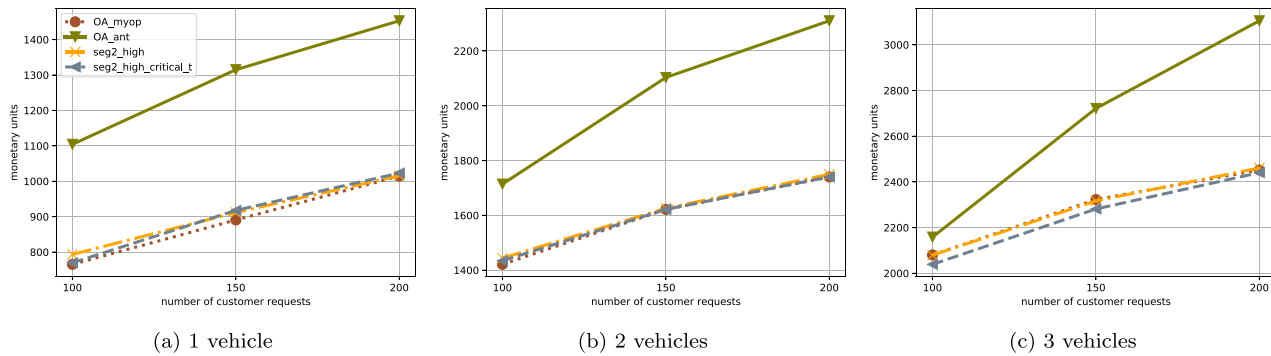 OA_myop
OA_ant
seg2_high
seg2_high_critical_t
monetary units
1400
1300
1200
1100
1000
900
800
100
150
200
number of customer requests
(a) 1 vehicle
monetary units
2200
2000
1800
1600
1400
100
150
200
number of customer requests
(b) 2 vehicles
monetary units
3000
2800
2600
2400
2200
2000
100
150
200
number of customer requests
(c) 3 vehicles